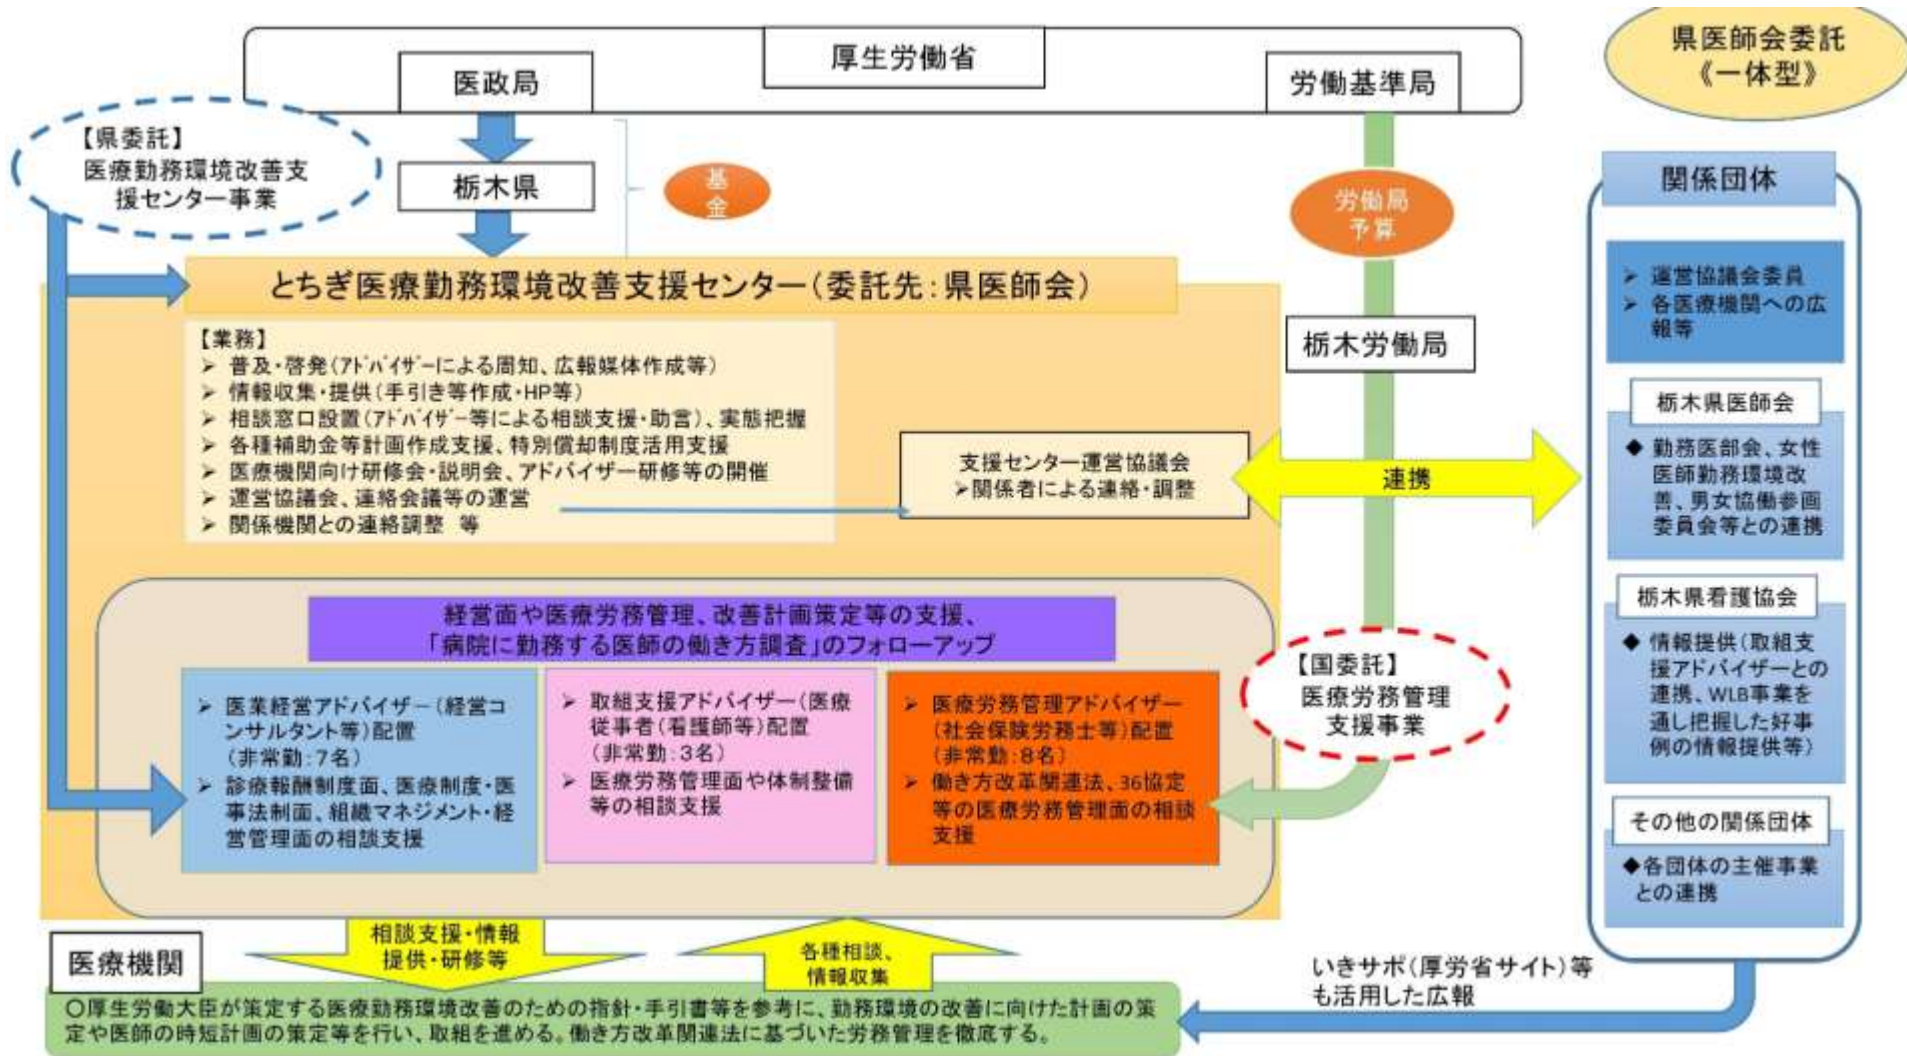 厚生労働省
医政局
労働基準局
県医師会委託
《一体型》
【県委託】
医療勤務環境改善支
援センター事業
栃木県
基
金
労働局
予算
関係団体
とちぎ医療勤務環境改善支援センター(委託先:県医師会)
【業務】
➢ 普及・啓発(ｱﾄﾞﾊﾞｲｻﾞｰによる周知、広報媒体作成等)
➢ 情報収集・提供(手引き等作成・HP等)
➢ 相談窓口設置(ｱﾄﾞﾊﾞｲｻﾞｰ等による相談支援・助言)、実態把握
➢ 各種補助金等計画作成支援、特別償却制度活用支援
➢ 医療機関向け研修会・説明会、アドバイザー研修等の開催
➢ 運営協議会、連絡会議等の運営
➢ 関係機関との連絡調整 等
支援センター運営協議会
➢関係者による連絡・調整
栃木労働局
連携
➢ 運営協議会委員
➢ 各医療機関への広
報等
栃木県医師会
◆ 勤務医部会、女性
医師勤務環境改
善、男女協働参画
委員会等との連携
栃木県看護協会
◆ 情報提供(取組支
援アドバイザーとの
連携、WLB事業を
通し把握した好事
例の情報提供等)
その他の関係団体
◆各団体の主催事業
との連携
経営面や医療労務管理、改善計画策定等の支援、
「病院に勤務する医師の働き方調査」のフォローアップ
➢ 医業経営アドバイザー(経営コ
ンサルタント等)配置
(非常勤:7名)
➢ 診療報酬制度面、医療制度・医
事法制面、組織マネジメント・経
営管理面の相談支援
➢ 取組支援アドバイザー(医療
従事者(看護師等)配置
(非常勤:3名)
➢ 医療労務管理面や体制整備
等の相談支援
➢ 医療労務管理アドバイザー
(社会保険労務士等)配置
(非常勤:8名)
➢ 働き方改革関連法、36協定
等の医療労務管理面の相談
支援
【国委託】
医療労務管理
支援事業
医療機関
相談支援・情報
提供・研修等
各種相談、
情報収集
いきサポ(厚労省サイト)等
も活用した広報
〇厚生労働大臣が策定する医療勤務環境改善のための指針・手引書等を参考に、勤務環境の改善に向けた計画の策
定や医師の時短計画の策定等を行い、取組を進める。働き方改革関連法に基づいた労務管理を徹底する。